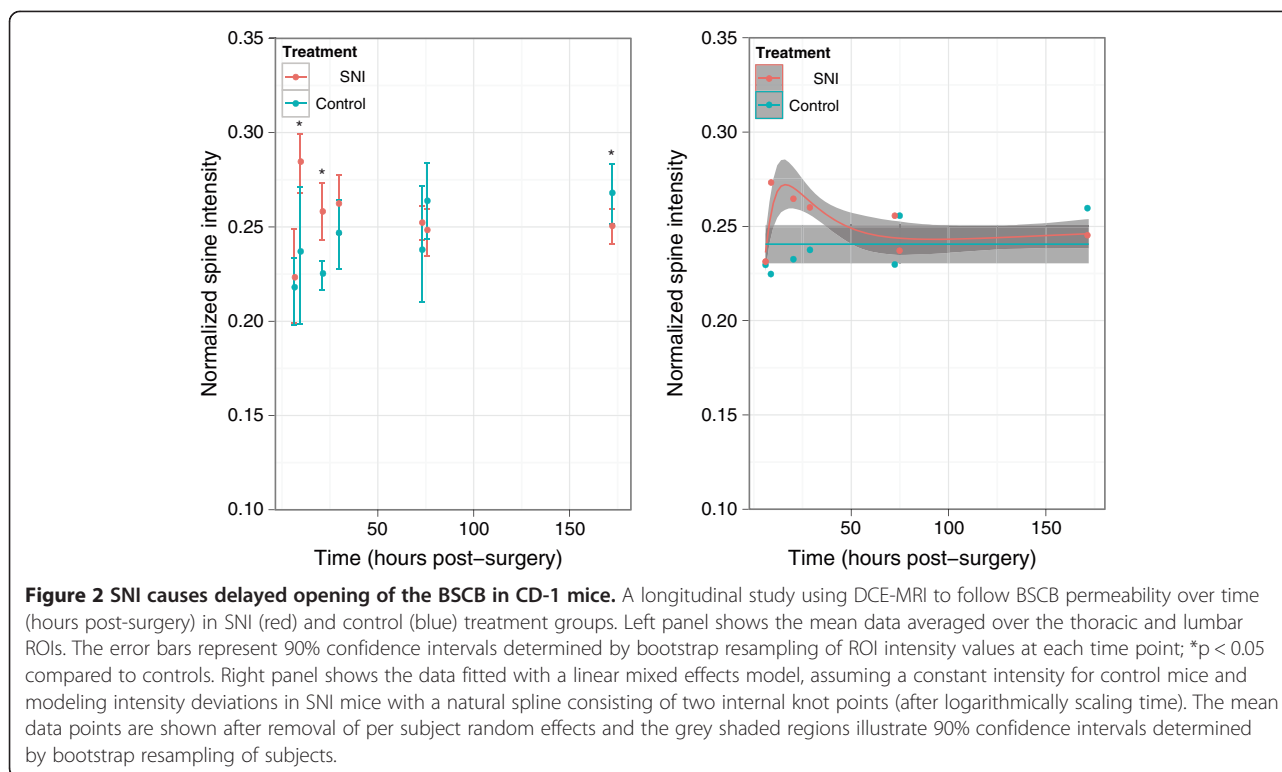 0.35
0.30
0.25
0.20
0.15
0.10
Normalized spine intensity
Treatment
SNI
Control
*
*
*
50
100
150
Time (hours post–surgery)
0.35
0.30
0.25
0.20
0.15
0.10
Normalized spine intensity
Treatment
SNI
Control
50
100
150
Time (hours post–surgery)
Figure 2 SNI causes delayed opening of the BSCB in CD-1 mice. A longitudinal study using DCE-MRI to follow BSCB permeability over time
(hours post-surgery) in SNI (red) and control (blue) treatment groups. Left panel shows the mean data averaged over the thoracic and lumbar
ROIs. The error bars represent 90% confidence intervals determined by bootstrap resampling of ROI intensity values at each time point; *p < 0.05
compared to controls. Right panel shows the data fitted with a linear mixed effects model, assuming a constant intensity for control mice and
modeling intensity deviations in SNI mice with a natural spline consisting of two internal knot points (after logarithmically scaling time). The mean
data points are shown after removal of per subject random effects and the grey shaded regions illustrate 90% confidence intervals determined
by bootstrap resampling of subjects.